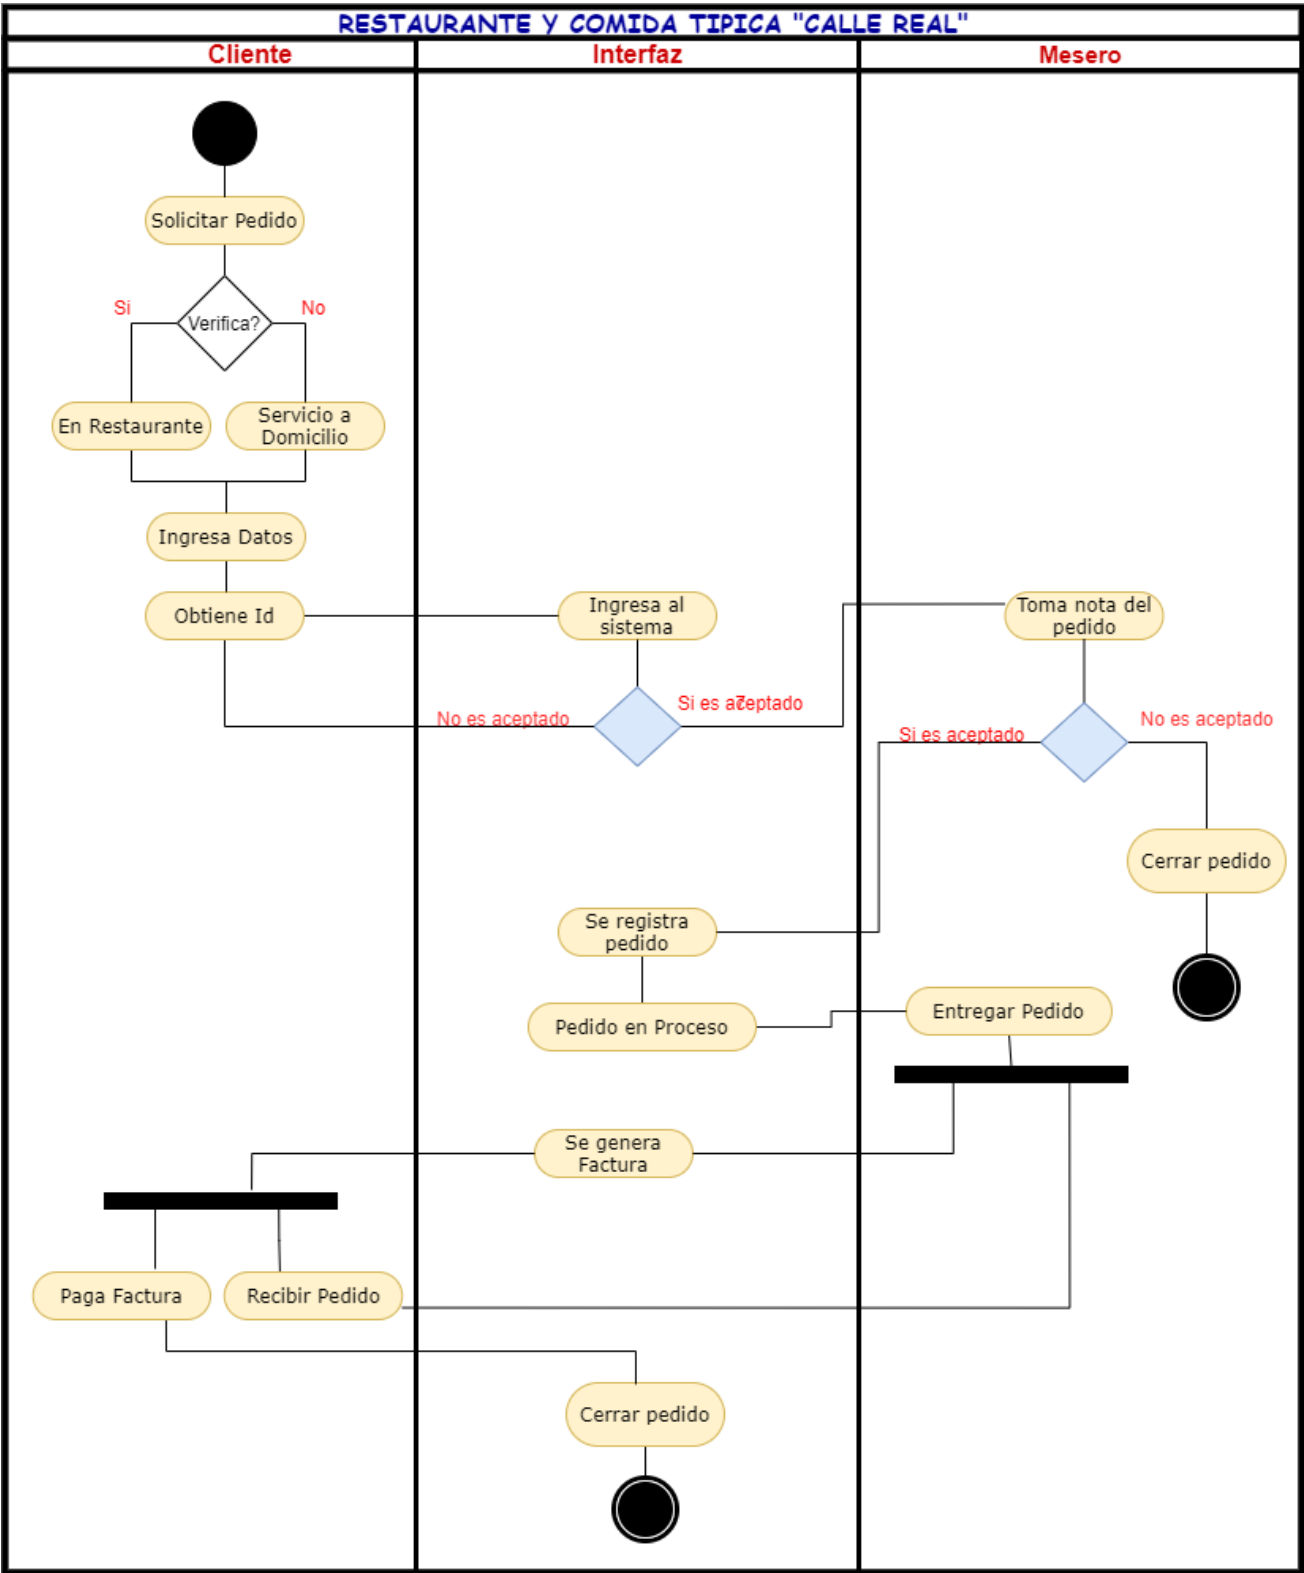 RESTAURANTE Y COMIDA TIPICA "CALLE REAL"
Cliente
Interfaz
Mesero
Solicitar Pedido
Si
No
Verifica?
En Restaurante
Servicio a
Domicilio
Ingresa Datos
Obtiene Id
Ingresa al
sistema
Toma nota del
pedido
No es aceptado
Si es aceptado
7
Si es aceptado
No es aceptado
Cerrar pedido
Se registra
pedido
Pedido en Proceso
Entregar Pedido
Se genera
Factura
Paga Factura
Recibir Pedido
Cerrar pedido